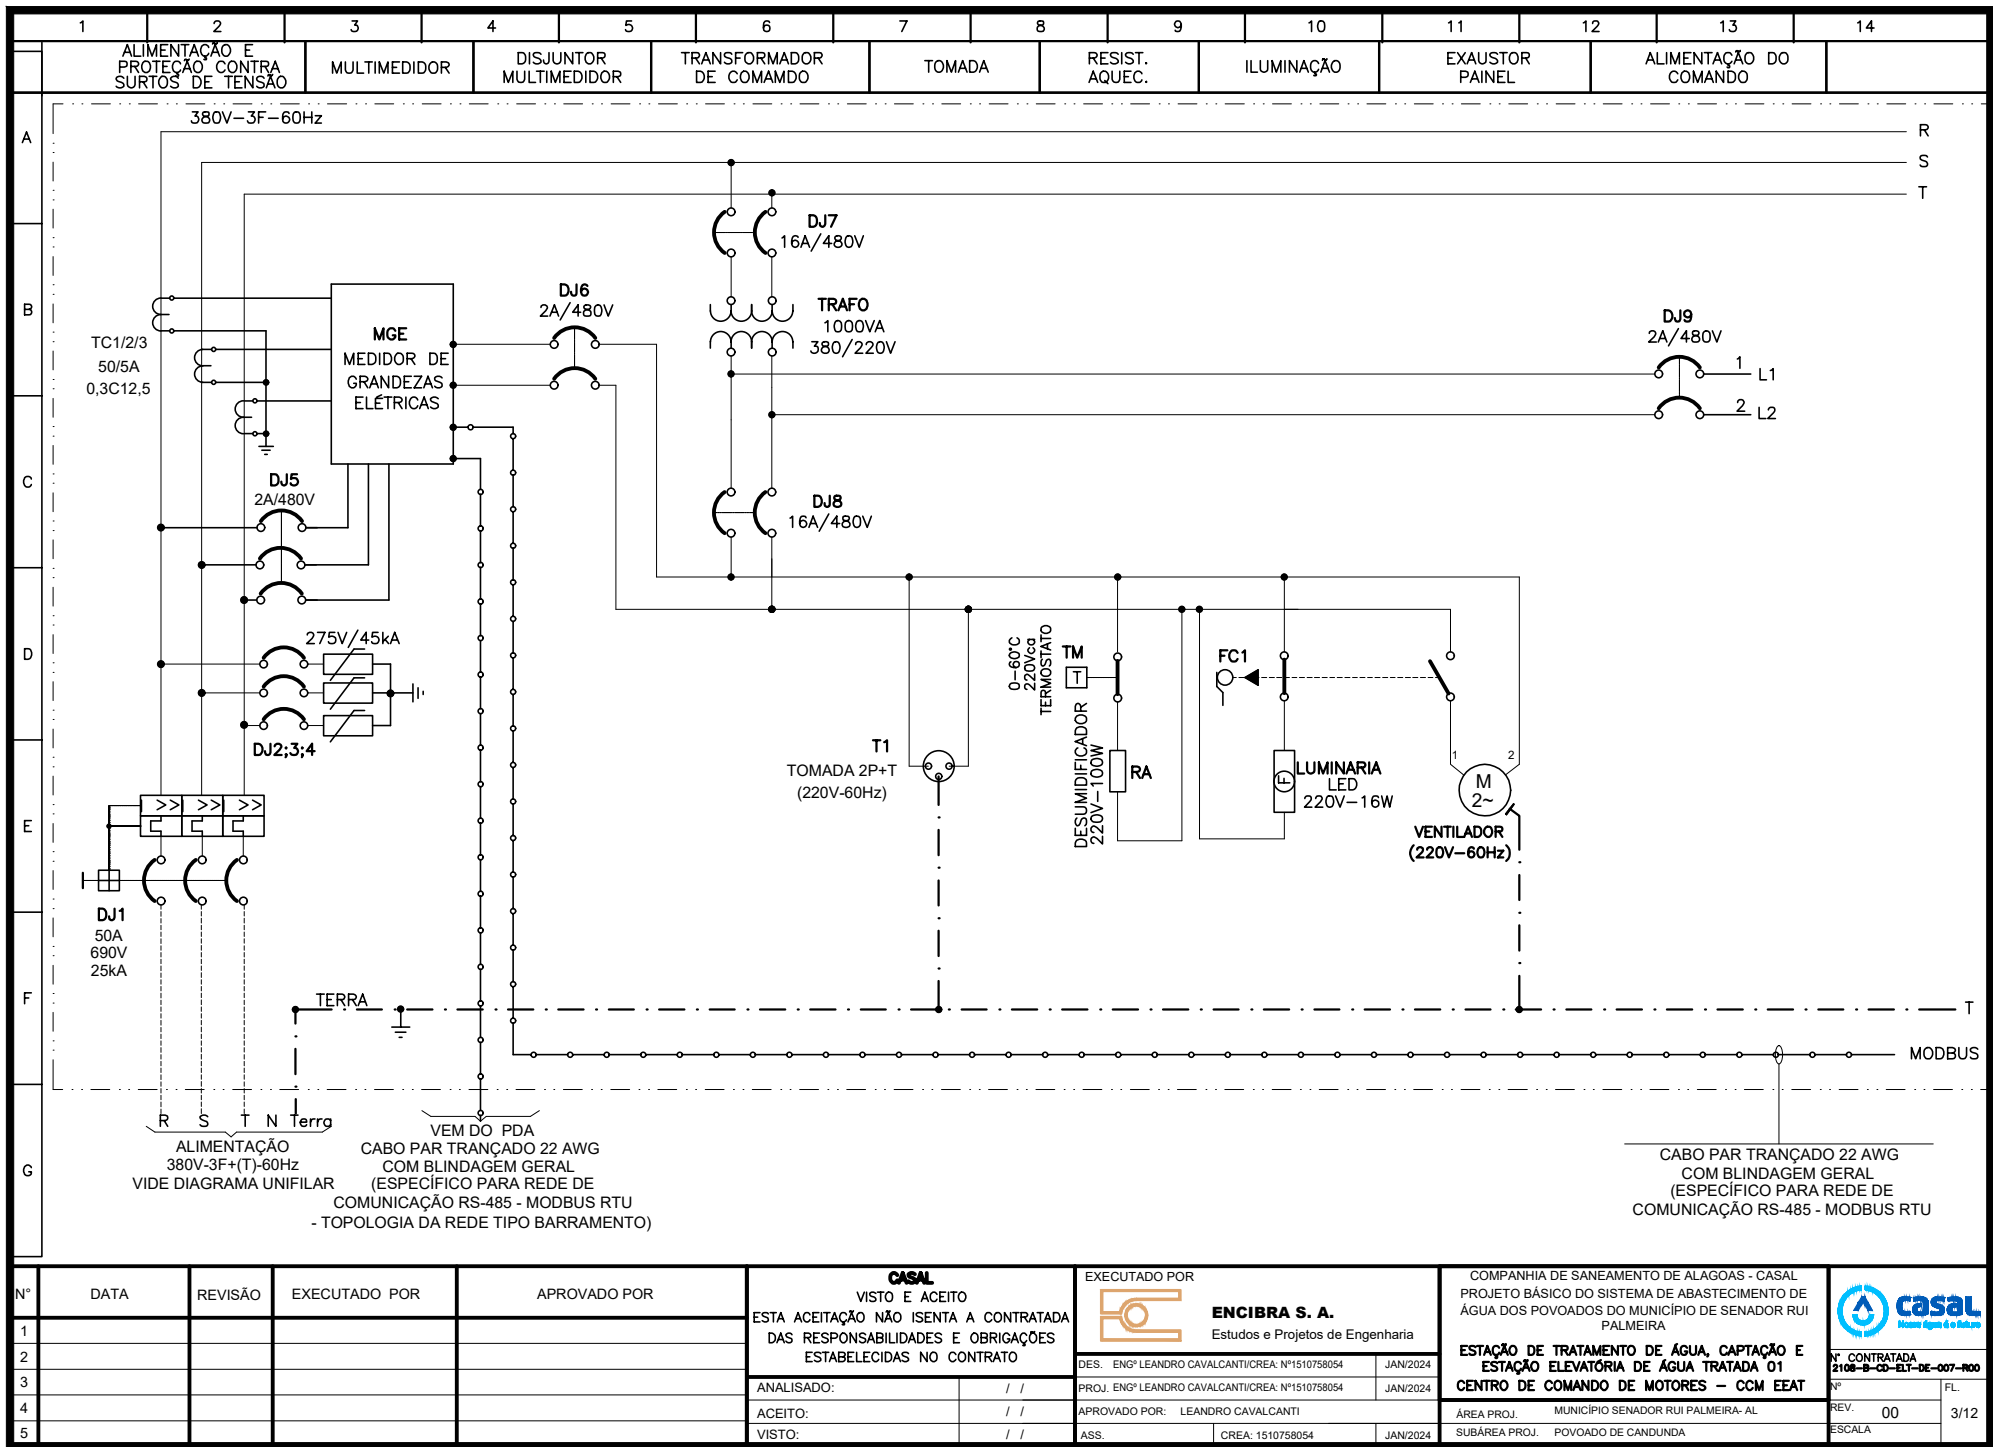 1 2 3 4 5 6 7 8 9 10 11 12 13 14
ALIMENTAÇÃO E
PROTEÇÃO CONTRA
SURTOS DE TENSÃO
MULTIMEDIDOR
DISJUNTOR
MULTIMEDIDOR
TRANSFORMADOR
DE COMAMDO
TOMADA
RESIST.
AQUEC.
ILUMINAÇÃO
EXAUSTOR
PAINEL
ALIMENTAÇÃO DO
COMANDO
A
B
C
D
E
F
G
380V-3F-60Hz
R
S
T
DJ7
16A/480V
TRAFO
1000VA
380/220V
DJ6
2A/480V
MGE
MEDIDOR DE
GRANDEZAS
ELÉTRICAS
TC1/2/3
50/5A
0,3C12,5
DJ9
2A/480V
1 L1
2 L2
DJ5
2A/480V
DJ8
16A/480V
275V/45kA
DJ2;3;4
0-60°C
220Vca
TERMOSTATO
TM
T
FC1
DESUMIDIFICADOR
220V-100W
RA
T1
TOMADA 2P+T
(220V-60Hz)
F
LUMINARIA
LED
220V-16W
1 2
M
2~
VENTILADOR
(220V-60Hz)
>> >> >>
DJ1
50A
690V
25kA
TERRA
T
MODBUS
R S T N Terra
ALIMENTAÇÃO
380V-3F+(T)-60Hz
VIDE DIAGRAMA UNIFILAR
VEM DO PDA
CABO PAR TRANÇADO 22 AWG
COM BLINDAGEM GERAL
(ESPECÍFICO PARA REDE DE
COMUNICAÇÃO RS-485 - MODBUS RTU
- TOPOLOGIA DA REDE TIPO BARRAMENTO)
CABO PAR TRANÇADO 22 AWG
COM BLINDAGEM GERAL
(ESPECÍFICO PARA REDE DE
COMUNICAÇÃO RS-485 - MODBUS RTU
N° DATA REVISÃO EXECUTADO POR APROVADO POR
1
2
3
4
5
CASAL
VISTO E ACEITO
ESTA ACEITAÇÃO NÃO ISENTA A CONTRATADA
DAS RESPONSABILIDADES E OBRIGAÇÕES
ESTABELECIDAS NO CONTRATO
ANALISADO: / /
ACEITO: / /
VISTO: / /
EXECUTADO POR
ENCIBRA S. A.
Estudos e Projetos de Engenharia
DES. ENGº LEANDRO CAVALCANTI/CREA: Nº1510758054 JAN/2024
PROJ. ENGº LEANDRO CAVALCANTI/CREA: Nº1510758054 JAN/2024
APROVADO POR: LEANDRO CAVALCANTI
ASS. CREA: 1510758054 JAN/2024
COMPANHIA DE SANEAMENTO DE ALAGOAS - CASAL
PROJETO BÁSICO DO SISTEMA DE ABASTECIMENTO DE
ÁGUA DOS POVOADOS DO MUNICÍPIO DE SENADOR RUI
PALMEIRA
ESTAÇÃO DE TRATAMENTO DE ÁGUA, CAPTAÇÃO E
ESTAÇÃO ELEVATÓRIA DE ÁGUA TRATADA 01
CENTRO DE COMANDO DE MOTORES - CCM EEAT
ÁREA PROJ. MUNICÍPIO SENADOR RUI PALMEIRA- AL
SUBÁREA PROJ. POVOADO DE CANDUNDA
casal
Nossa água é o futuro
N° CONTRATADA
2108-B-CD-ELT-DE-007-R00
Nº
FL.
REV. 00
3/12
ESCALA